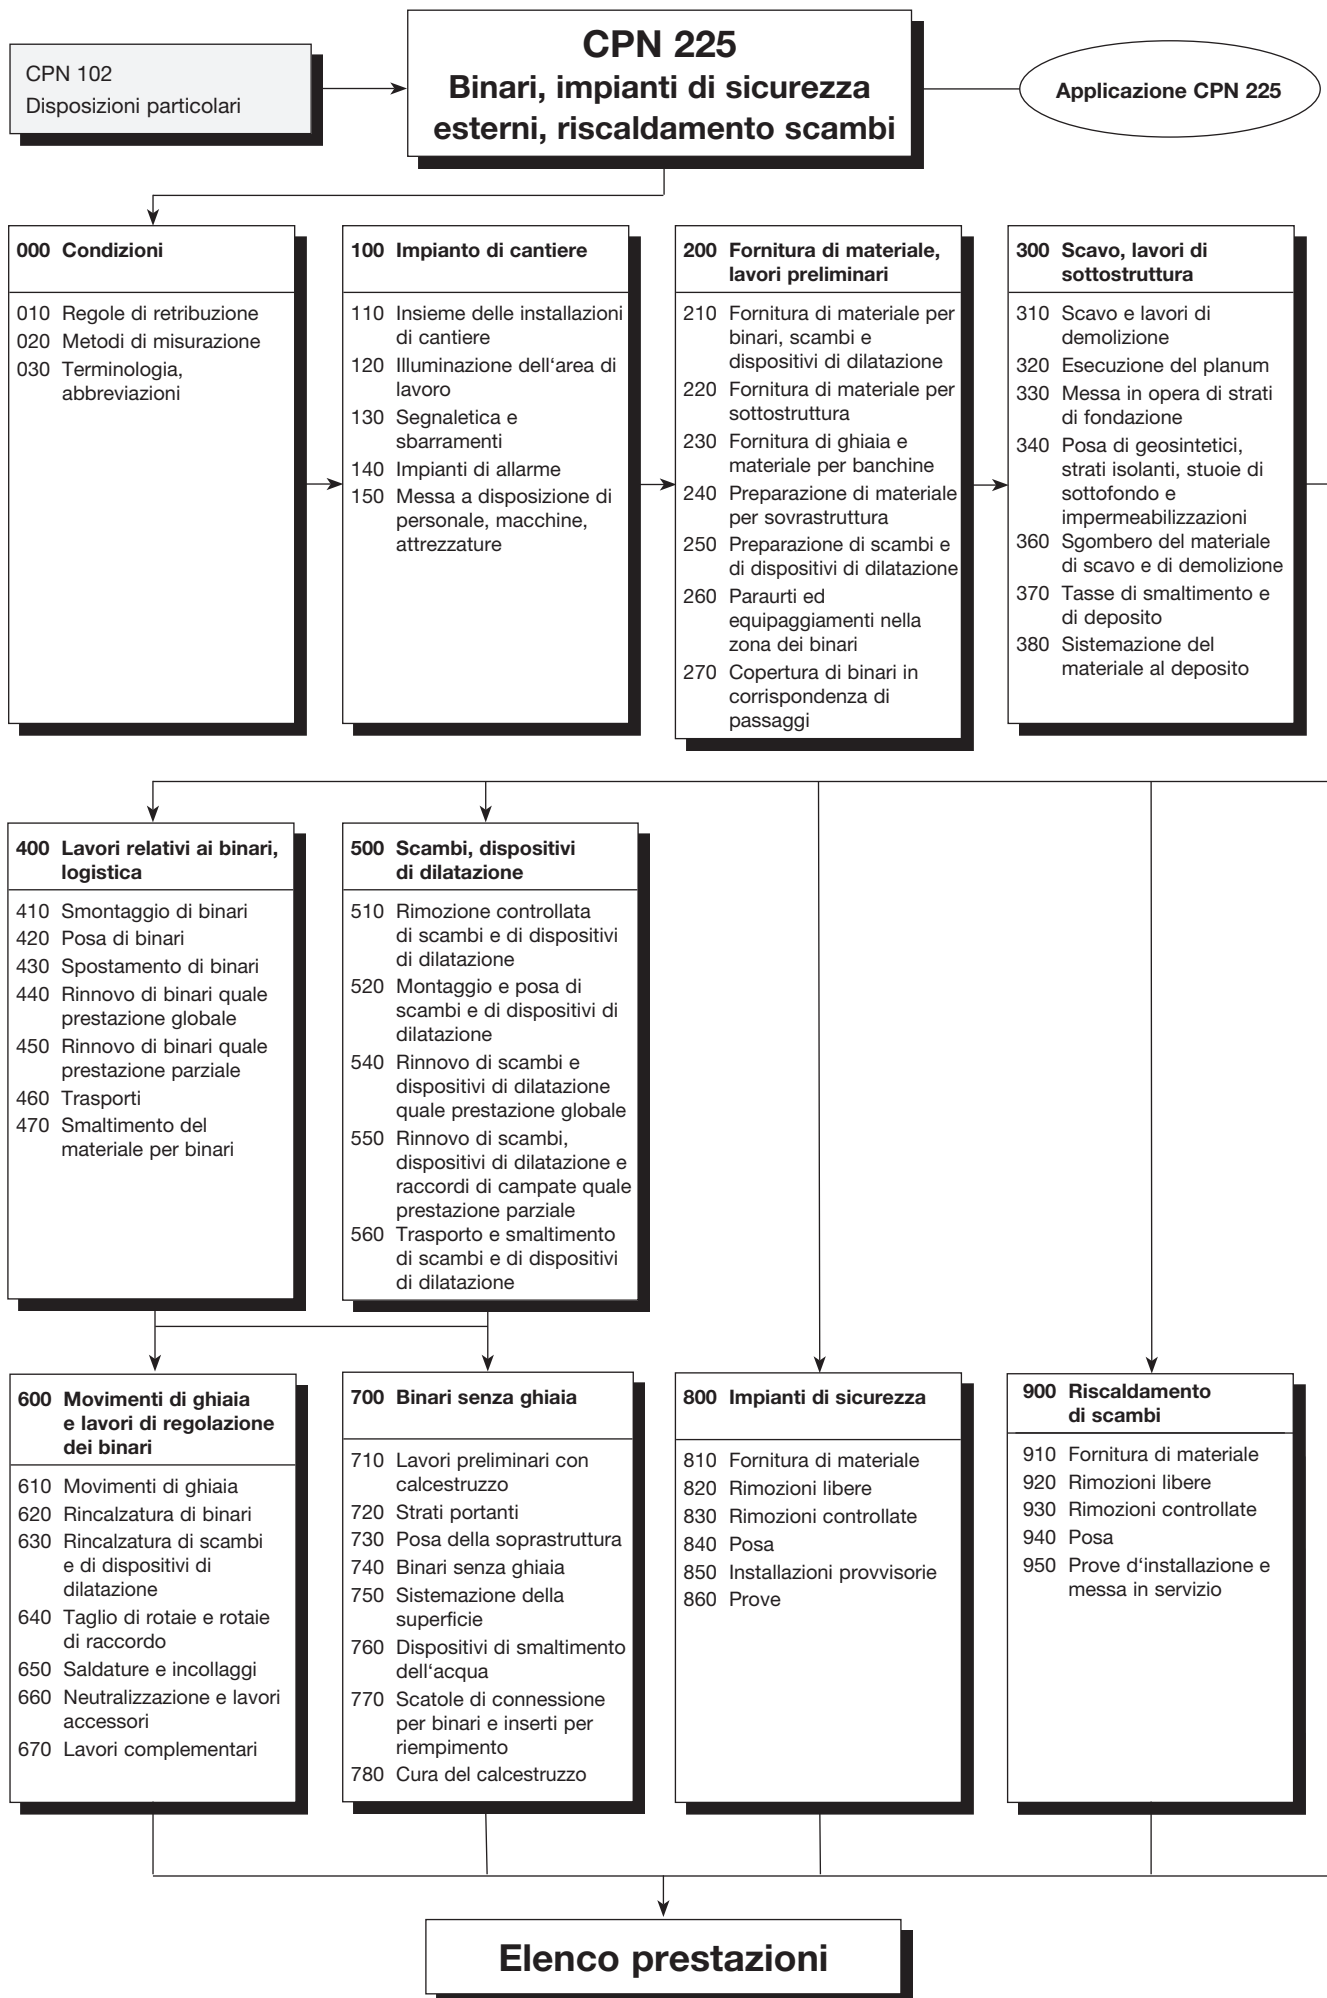 CPN 102
Disposizioni particolari
CPN 225
Binari, impianti di sicurezza
esterni, riscaldamento scambi
Applicazione CPN 225
000 Condizioni
010 Regole di retribuzione
020 Metodi di misurazione
030 Terminologia,
abbreviazioni
100 Impianto di cantiere
110 Insieme delle installazioni
di cantiere
120 Illuminazione dell‘area di
lavoro
130 Segnaletica e
sbarramenti
140 Impianti di allarme
150 Messa a disposizione di
personale, macchine,
attrezzature
200 Fornitura di materiale,
lavori preliminari
210 Fornitura di materiale per
binari, scambi e
dispositivi di dilatazione
220 Fornitura di materiale per
sottostruttura
230 Fornitura di ghiaia e
materiale per banchine
240 Preparazione di materiale
per sovrastruttura
250 Preparazione di scambi e
di dispositivi di dilatazione
260 Paraurti ed
equipaggiamenti nella
zona dei binari
270 Copertura di binari in
corrispondenza di
passaggi
300 Scavo, lavori di
sottostruttura
310 Scavo e lavori di
demolizione
320 Esecuzione del planum
330 Messa in opera di strati
di fondazione
340 Posa di geosintetici,
strati isolanti, stuoie di
sottofondo e
impermeabilizzazioni
360 Sgombero del materiale
di scavo e di demolizione
370 Tasse di smaltimento e
di deposito
380 Sistemazione del
materiale al deposito
400 Lavori relativi ai binari,
logistica
410 Smontaggio di binari
420 Posa di binari
430 Spostamento di binari
440 Rinnovo di binari quale
prestazione globale
450 Rinnovo di binari quale
prestazione parziale
460 Trasporti
470 Smaltimento del
materiale per binari
500 Scambi, dispositivi
di dilatazione
510 Rimozione controllata
di scambi e di dispositivi
di dilatazione
520 Montaggio e posa di
scambi e di dispositivi di
dilatazione
540 Rinnovo di scambi e
dispositivi di dilatazione
quale prestazione globale
550 Rinnovo di scambi,
dispositivi di dilatazione e
raccordi di campate quale
prestazione parziale
560 Trasporto e smaltimento
di scambi e di dispositivi
di dilatazione
600 Movimenti di ghiaia
e lavori di regolazione
dei binari
610 Movimenti di ghiaia
620 Rincalzatura di binari
630 Rincalzatura di scambi
e di dispositivi di
dilatazione
640 Taglio di rotaie e rotaie
di raccordo
650 Saldature e incollaggi
660 Neutralizzazione e lavori
accessori
670 Lavori complementari
700 Binari senza ghiaia
710 Lavori preliminari con
calcestruzzo
720 Strati portanti
730 Posa della soprastruttura
740 Binari senza ghiaia
750 Sistemazione della
superficie
760 Dispositivi di smaltimento
dell‘acqua
770 Scatole di connessione
per binari e inserti per
riempimento
780 Cura del calcestruzzo
800 Impianti di sicurezza
810 Fornitura di materiale
820 Rimozioni libere
830 Rimozioni controllate
840 Posa
850 Installazioni provvisorie
860 Prove
900 Riscaldamento
di scambi
910 Fornitura di materiale
920 Rimozioni libere
930 Rimozioni controllate
940 Posa
950 Prove d‘installazione e
messa in servizio
Elenco prestazioni